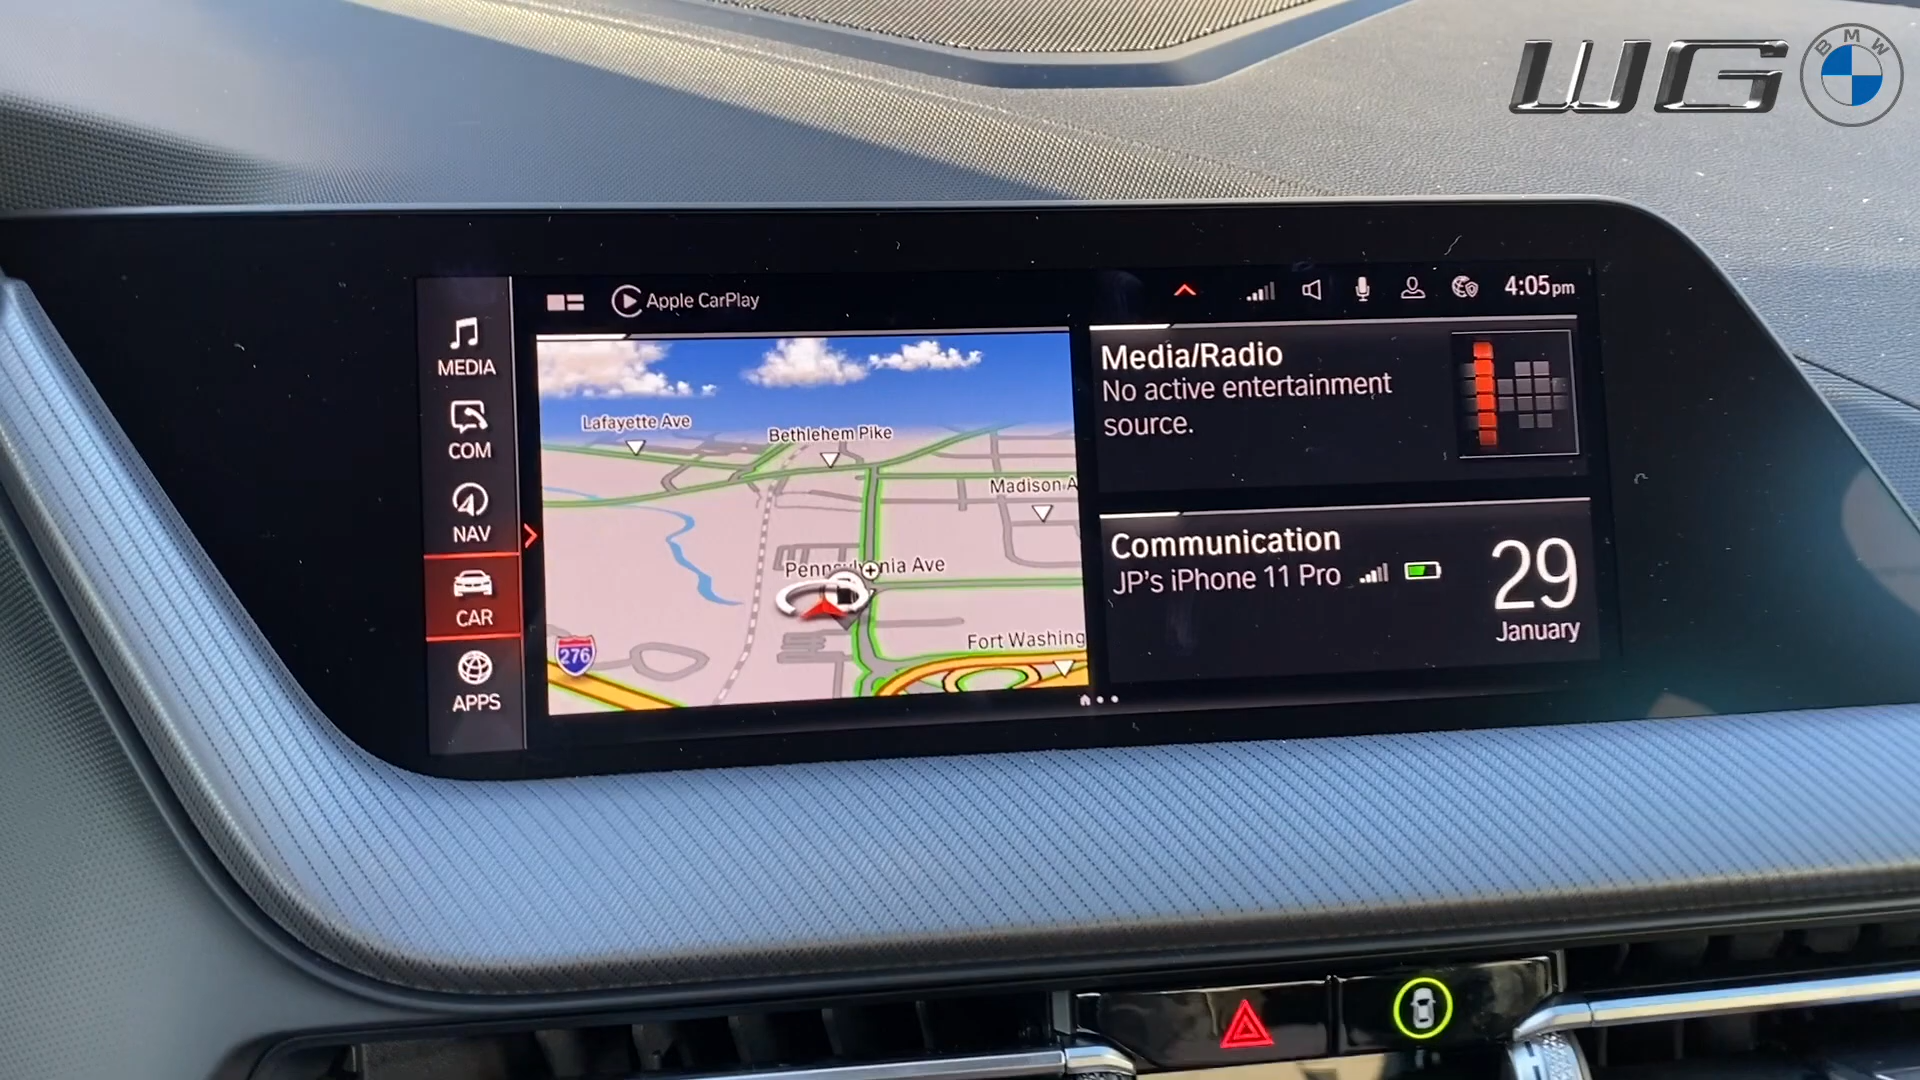 WG
BMW
Apple CarPlay
4:05pm
MEDIA
COM
NAV
CAR
APPS
Lafayette Ave
Bethlehem Pike
Madison A
Pennsylvania Ave
Fort Washing
276
Media/Radio
No active entertainment
source.
Communication
JP's iPhone 11 Pro
29
January